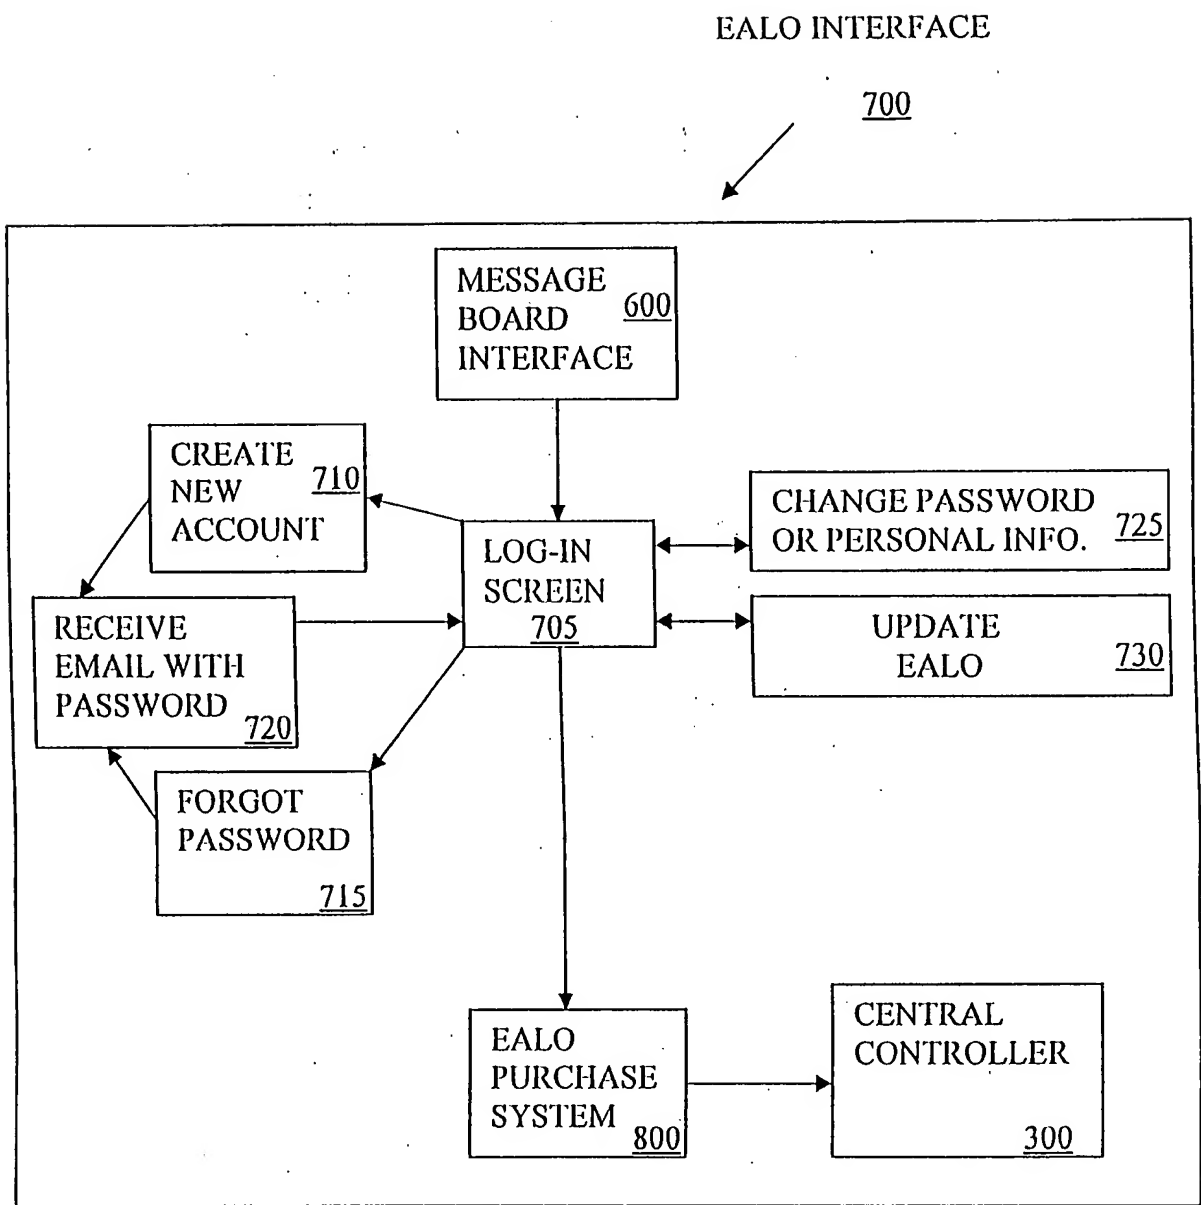 EALO INTERFACE
700
MESSAGE
BOARD
INTERFACE
600
CREATE
NEW
ACCOUNT
710
LOG-IN
SCREEN
705
CHANGE PASSWORD
OR PERSONAL INFO.
725
RECEIVE
EMAIL WITH
PASSWORD
720
UPDATE
EALO
730
FORGOT
PASSWORD
715
EALO
PURCHASE
SYSTEM
800
CENTRAL
CONTROLLER
300